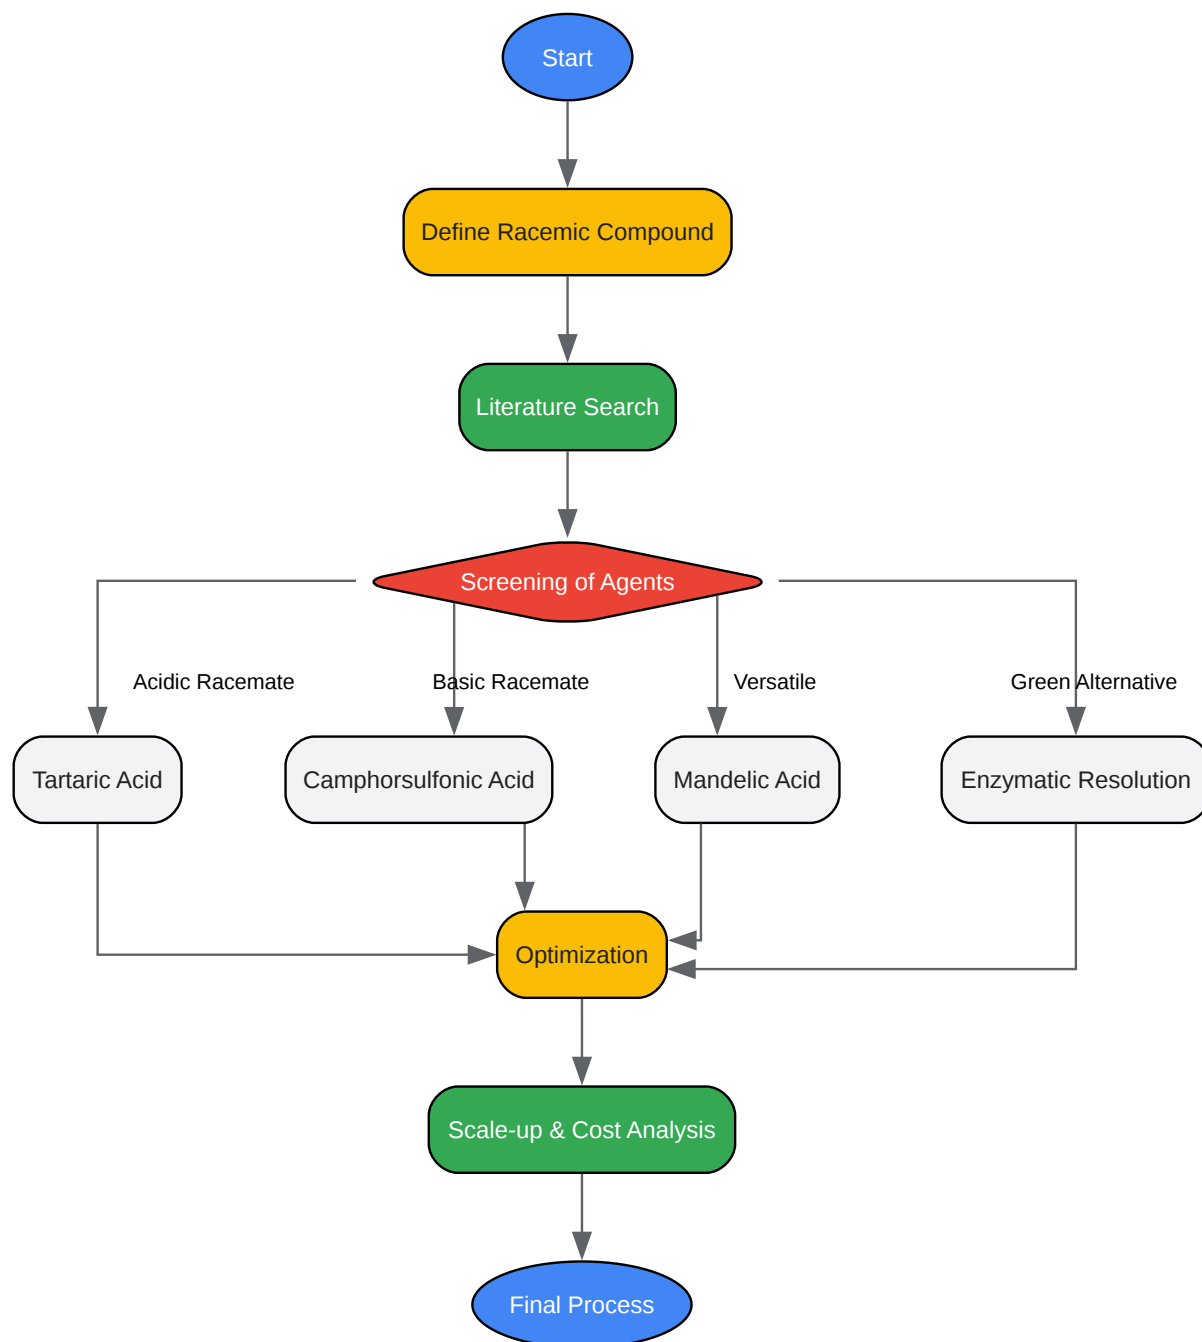 Start
Define Racemic Compound
Literature Search
Screening of Agents
Acidic Racemate
Basic Racemate
Versatile
Green Alternative
Tartaric Acid
Camphorsulfonic Acid
Mandelic Acid
Enzymatic Resolution
Optimization
Scale-up & Cost Analysis
Final Process